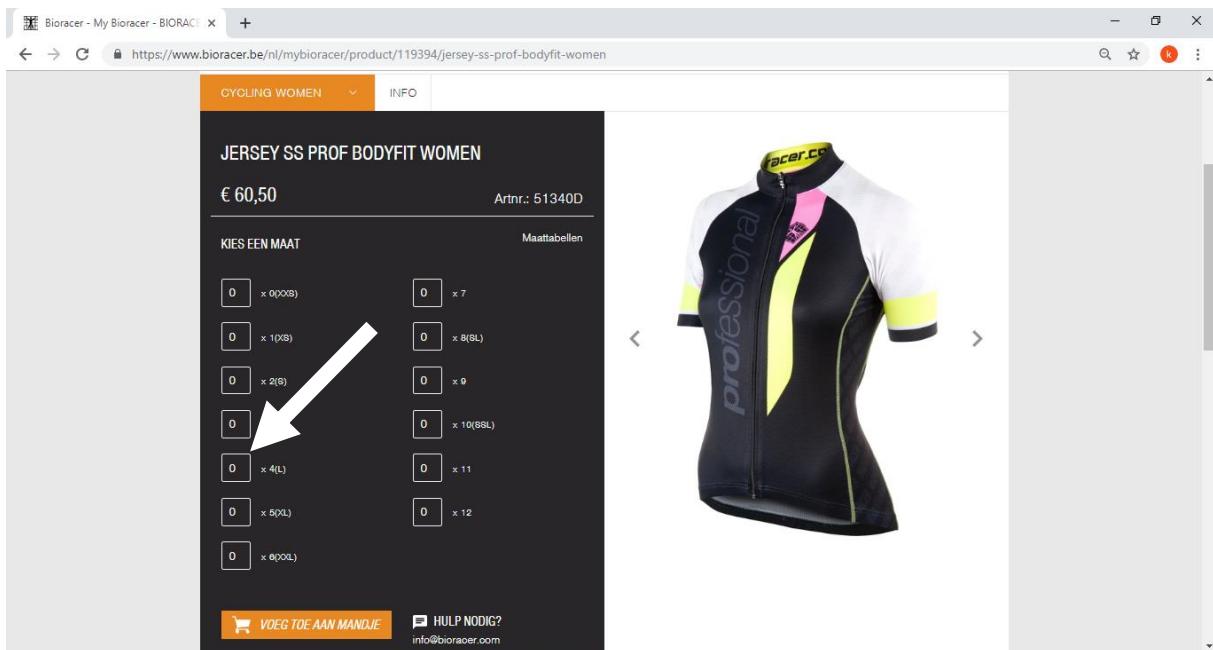 Bioracer - My Bioracer - BIORACE
https://www.bioracer.be/nl/mybioracer/product/119394/jersey-ss-prof-bodyfit-women
k
CYCLING WOMEN INFO
JERSEY SS PROF BODYFIT WOMEN
€ 60,50 Artnr.: 51340D
KIES EEN MAAT Maattabellen
0 x 0(XXS) 0 x 7
0 x 1(XS) 0 x 8(SL)
0 x 2(S) 0 x 9
0 0 x 10(SSL)
0 x 4(L) 0 x 11
0 x 5(XL) 0 x 12
0 x 6(XXL)
VOEG TOE AAN MANDJE HULP NODIG?
info@bioracer.com
racer.co
professional